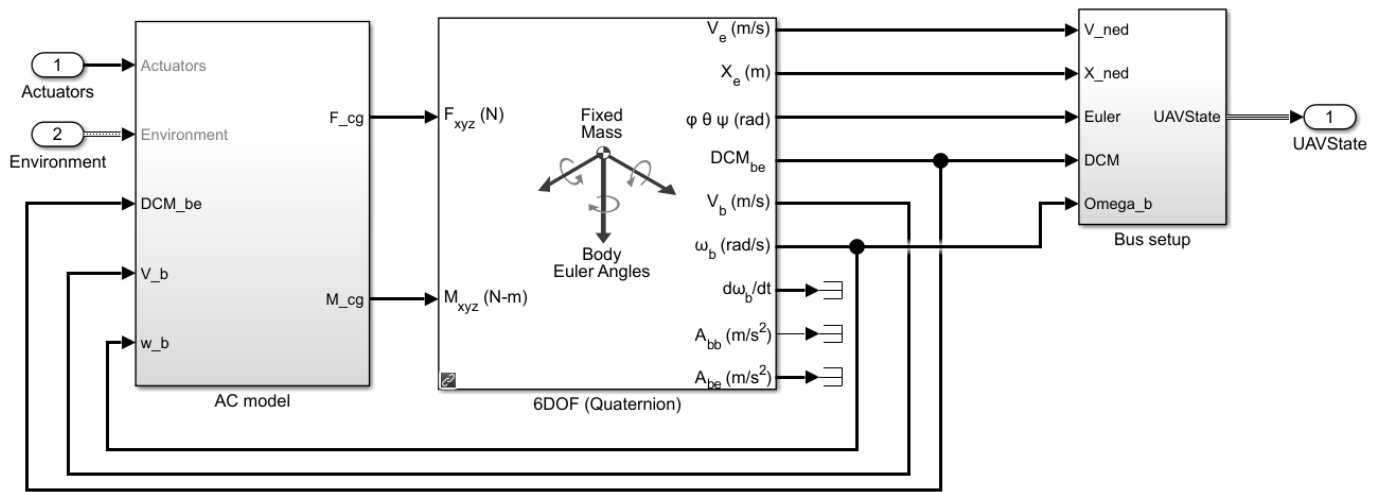 1
Actuators
2
Environment
Actuators
Environment
DCM_be
V_b
w_b
F_cg
M_cg
AC model
F_xyz (N)
M_xyz (N-m)
Fixed
Mass
Body
Euler Angles
V_e (m/s)
X_e (m)
φ θ ψ (rad)
DCM_be
V_b (m/s)
ω_b (rad/s)
dω_b/dt
A_bb (m/s²)
A_be (m/s²)
6DOF (Quaternion)
V_ned
X_ned
Euler
DCM
Omega_b
UAVState
Bus setup
1
UAVState